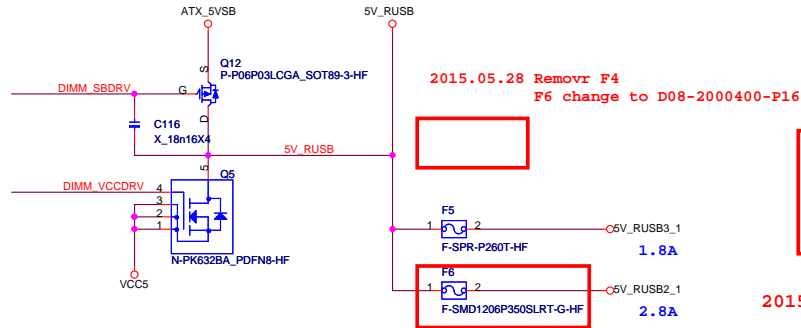 ATX_5VSB
5V_RUSB
Q12
P-P06P03LCGA_SOT89-3-HF
S
G
D
DIMM_SBDRV
C116
X_18n16X4
2015.05.28 Removr F4
F6 change to D08-2000400-P16
5V_RUSB
5
Q5
DIMM_VCCDRV
4
3
2
1
N-PK632BA_PDFN8-HF
VCC5
F5
1
2
5V_RUSB3_1
F-SPR-P260T-HF
1.8A
F6
1
2
5V_RUSB2_1
F-SMD1206P350SLRT-G-HF
2.8A
2015